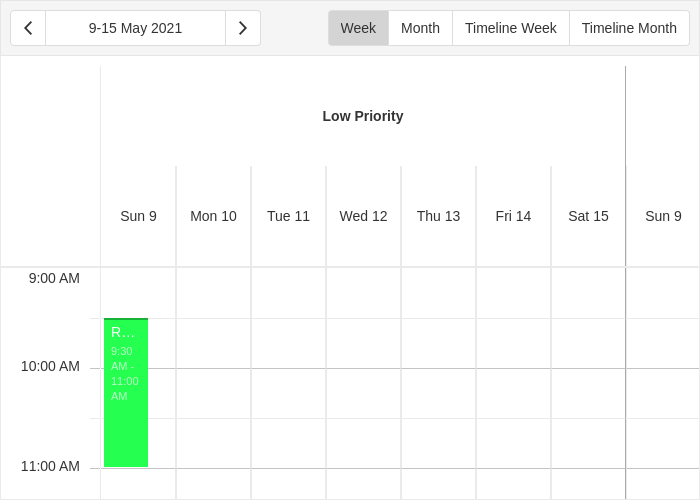 9-15 May 2021
Week Month Timeline Week Timeline Month
Low Priority
Sun 9 Mon 10 Tue 11 Wed 12 Thu 13 Fri 14 Sat 15 Sun 9
9:00 AM
R...
9:30
AM -
11:00
AM
10:00 AM
11:00 AM